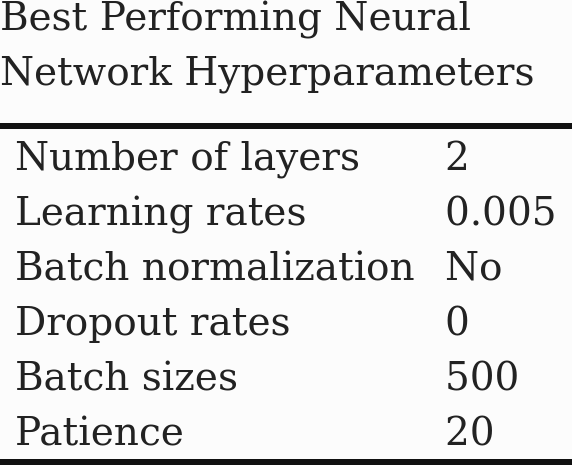 Best Performing Neural
Network Hyperparameters
Number of layers 2
Learning rates 0.005
Batch normalization No
Dropout rates 0
Batch sizes 500
Patience 20